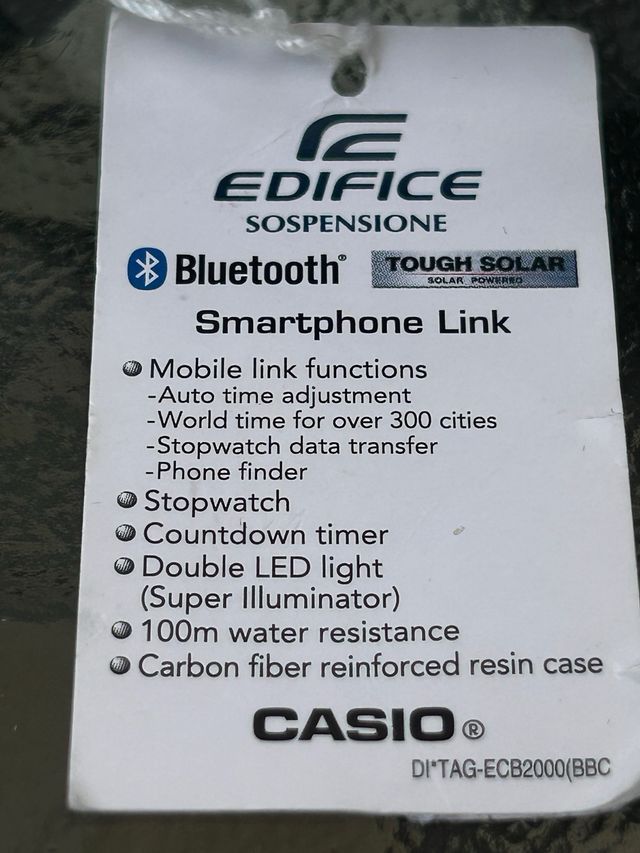 EDIFICE
SOSPENSIONE
Bluetooth® TOUGH SOLAR
SOLAR POWERED
Smartphone Link
Mobile link functions
-Auto time adjustment
-World time for over 300 cities
-Stopwatch data transfer
-Phone finder
Stopwatch
Countdown timer
Double LED light
(Super Illuminator)
100m water resistance
Carbon fiber reinforced resin case
CASIO®
DI*TAG-ECB2000(BBC